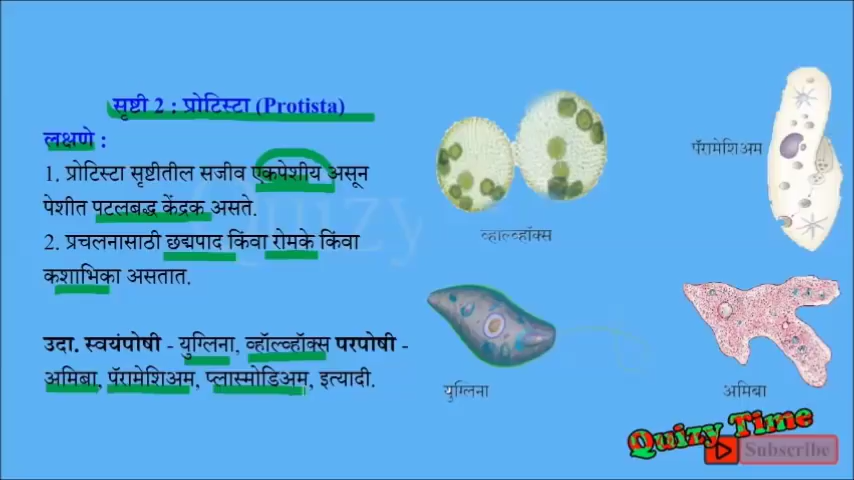 सृष्टी 2 : प्रोटिस्टा (Protista)
लक्षणे :
1. प्रोटिस्टा सृष्टीतील सजीव एकपेशीय असून
पेशीत पटलबद्ध केंद्रक असते.
2. प्रचलनासाठी छद्मपाद किंवा रोमके किंवा
कशाभिका असतात.
उदा. स्वयंपोषी - युग्लिना, व्हॉल्व्हॉक्स परपोषी -
अमिबा, पॅरामेशिअम, प्लास्मोडिअम, इत्यादी.
व्हाल्व्हॉक्स
पॅरामेशिअम
युग्लिना
अमिबा
Quizy
Quizy Time
Subscribe